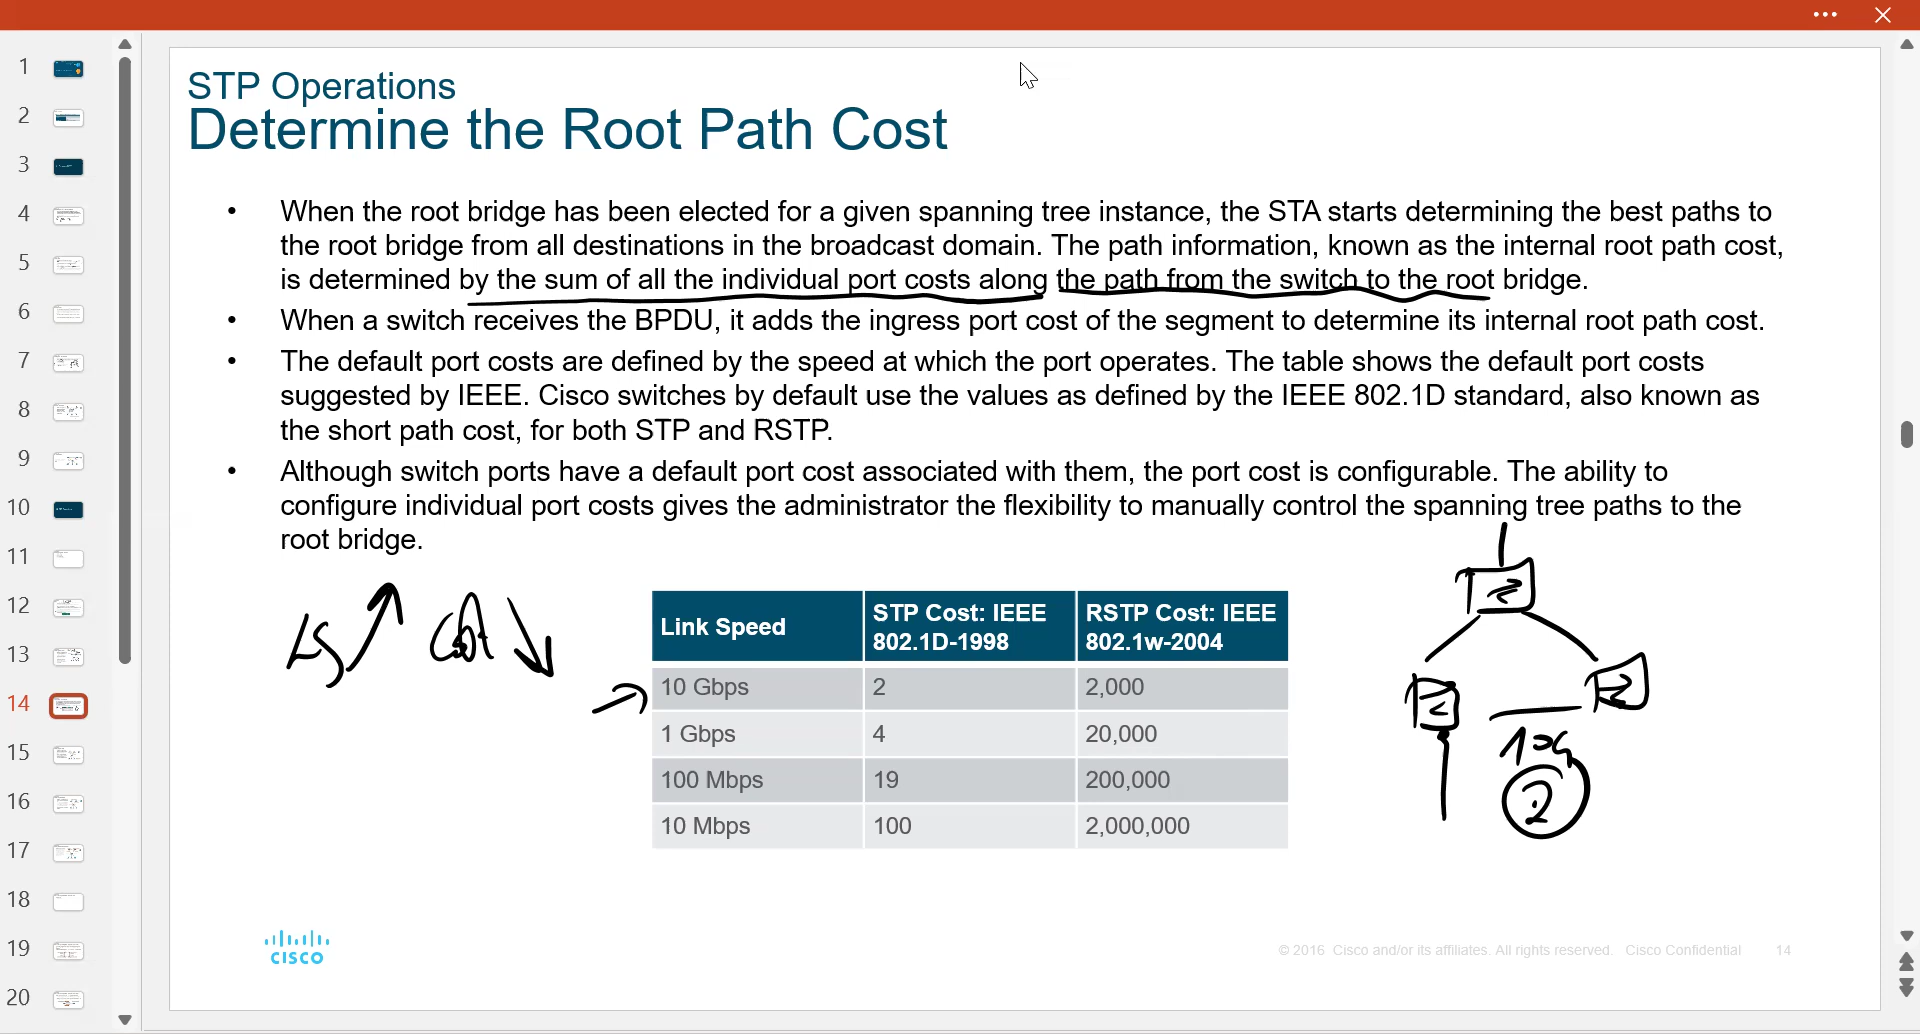 1
2
3
4
5
6
7
8
9
10
11
12
13
14
15
16
17
18
19
20
STP Operations
Determine the Root Path Cost
• When the root bridge has been elected for a given spanning tree instance, the STA starts determining the best paths to
the root bridge from all destinations in the broadcast domain. The path information, known as the internal root path cost,
is determined by the sum of all the individual port costs along the path from the switch to the root bridge.
• When a switch receives the BPDU, it adds the ingress port cost of the segment to determine its internal root path cost.
• The default port costs are defined by the speed at which the port operates. The table shows the default port costs
suggested by IEEE. Cisco switches by default use the values as defined by the IEEE 802.1D standard, also known as
the short path cost, for both STP and RSTP.
• Although switch ports have a default port cost associated with them, the port cost is configurable. The ability to
configure individual port costs gives the administrator the flexibility to manually control the spanning tree paths to the
root bridge.
LS Cost
Link Speed STP Cost: IEEE 802.1D-1998 RSTP Cost: IEEE 802.1w-2004
10 Gbps 2 2,000
1 Gbps 4 20,000
100 Mbps 19 200,000
10 Mbps 100 2,000,000
10G
2
CISCO
© 2016 Cisco and/or its affiliates. All rights reserved. Cisco Confidential 14